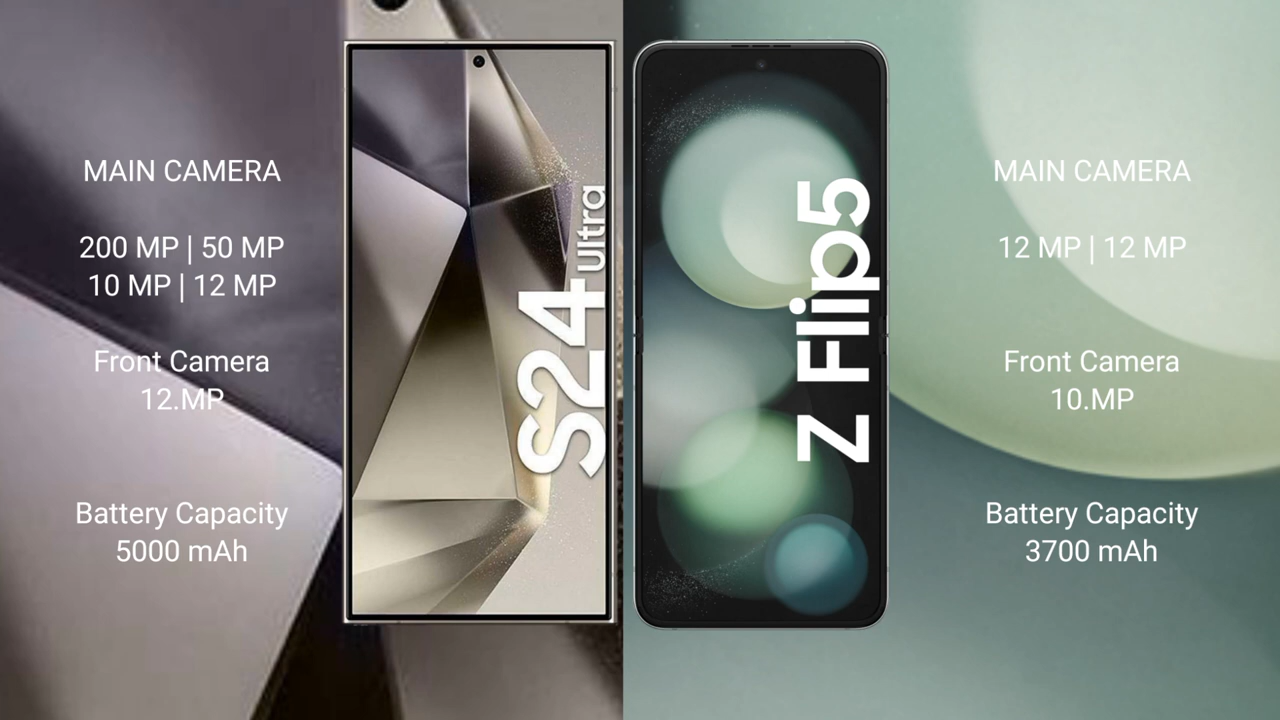 MAIN CAMERA
200 MP | 50 MP
10 MP | 12 MP
Front Camera
12.MP
Battery Capacity
5000 mAh
S24 Ultra
Z Flip5
MAIN CAMERA
12 MP | 12 MP
Front Camera
10.MP
Battery Capacity
3700 mAh